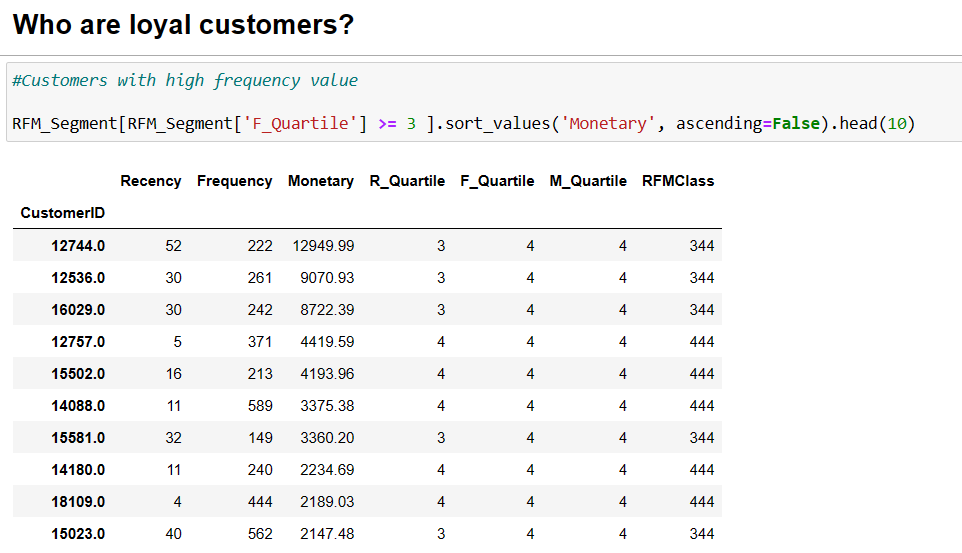 Who are loyal customers?
#Customers with high frequency value
RFM_Segment[RFM_Segment['F_Quartile'] >= 3 ].sort_values('Monetary', ascending=False).head(10)
Recency Frequency Monetary R_Quartile F_Quartile M_Quartile RFMClass
CustomerID
12744.0 52 222 12949.99 3 4 4 344
12536.0 30 261 9070.93 3 4 4 344
16029.0 30 242 8722.39 3 4 4 344
12757.0 5 371 4419.59 4 4 4 444
15502.0 16 213 4193.96 4 4 4 444
14088.0 11 589 3375.38 4 4 4 444
15581.0 32 149 3360.20 3 4 4 344
14180.0 11 240 2234.69 4 4 4 444
18109.0 4 444 2189.03 4 4 4 444
15023.0 40 562 2147.48 3 4 4 344